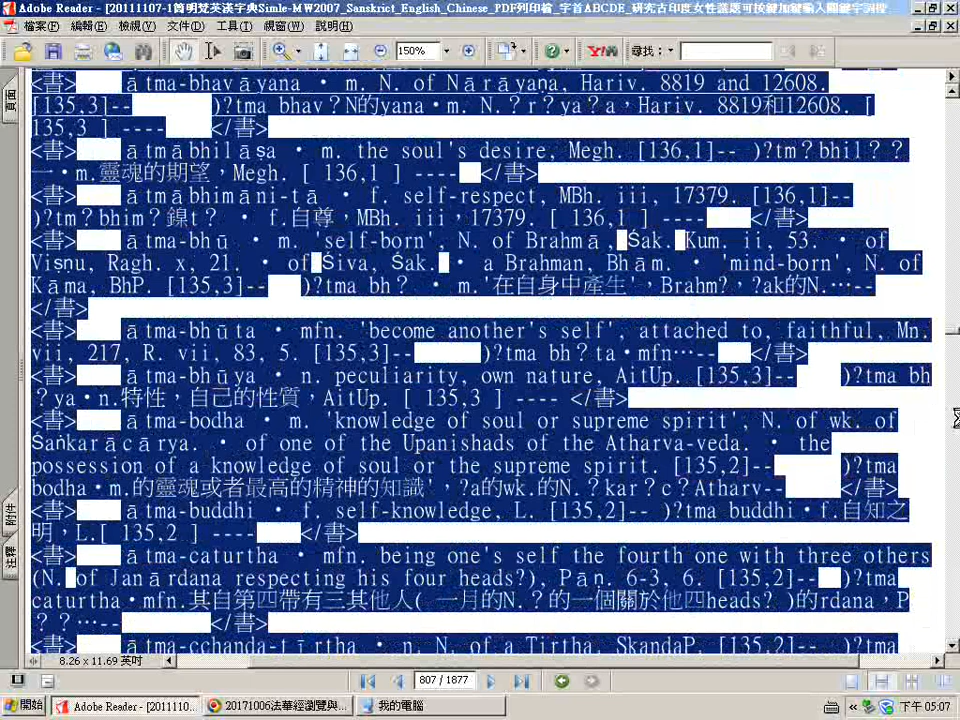 Adobe Reader - [20111107-1簡明梵英漢字典Simle-MW2007_Sanskrict_English_Chinese_PDF列印檔_字首ABCDE_研究古印度女性議題可按鍵加鍵輸入關鍵字詞檢
檔案(F) 編輯(E) 檢視(V) 文件(D) 工具(T) 視窗(W) 說明(H)
150% Y! 尋找：
頁面
<書> ātma-bhavāyana • m. N. of Nārāyaṇa, Hariv. 8819 and 12608.
[135,3]-- )?tma bhav？N的yana•m. N.？r？ya？a，Hariv. 8819和12608. [
135,3 ] ---- </書>
<書> ātmābhilāṣa • m. the soul's desire, Megh. [136,1]-- )?tm？bhil？？
一•m.靈魂的期望，Megh. [ 136,1 ] ---- </書>
<書> ātmābhimāni-tā • f. self-respect, MBh. iii, 17379. [136,1]--
)?tm？bhim？鎳t？ • f.自尊，MBh. iii，17379. [ 136,1 ] ---- </書>
<書> ātma-bhū • m. 'self-born', N. of Brahmā, Śak. Kum. ii, 53. • of
Viṣṇu, Ragh. x, 21. • of Śiva, Śak. • a Brahman, Bhām. • 'mind-born', N. of
Kāma, BhP. [135,3]-- )?tma bh？ • m.'在自身中產生'，Brahm?，?ak的N.…--
</書>
<書> ātma-bhūta • mfn. 'become another's self', attached to, faithful, Mn.
vii, 217, R. vii, 83, 5. [135,3]-- )?tma bh？ta•mfn…-- </書>
<書> ātma-bhūya • n. peculiarity, own nature, AitUp. [135,3]-- )?tma bh
？ya•n.特性，自己的性質，AitUp. [ 135,3 ] ---- </書>
<書> ātma-bodha • m. 'knowledge of soul or supreme spirit', N. of wk. of
Śaṅkarācārya. • of one of the Upanishads of the Atharva-veda. • the
possession of a knowledge of soul or the supreme spirit. [135,2]-- )?tma
bodha•m.的靈魂或者最高的精神的知識'，?a的wk.的N.？kar？c？Atharv-- </書>
<書> ātma-buddhi • f. self-knowledge, L. [135,2]-- )?tma buddhi•f.自知之
明，L.[ 135,2 ] ---- </書>
<書> ātma-caturtha • mfn. being one's self the fourth one with three others
(N. of Janārdana respecting his four heads?), Pāṇ. 6-3, 6. [135,2]-- )?tma
caturtha•mfn.其自第四帶有三其他人( 一月的N.？的一個關於他四heads? )的rdana，P
？？…-- </書>
<書> ātma-cchanda-tīrtha • n. N. of a Tīrtha, SkandaP. [135,2]-- )?tma
附件
注釋
8.26 x 11.69 英吋
807 / 1877
開始 Adobe Reader - [2011110... 20171006法華經瀏覽與... 我的電腦 下午 05:07